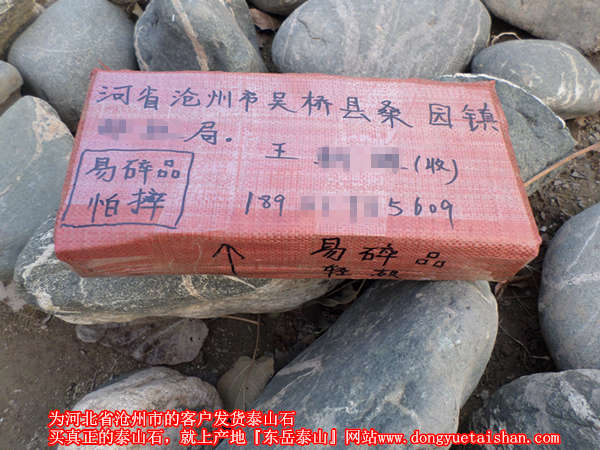 河省沧州市吴桥县桑园镇
局。
王 (收)
易碎品
怕摔
189 5609
易碎品
轻放
为河北省沧州市的客户发货泰山石
买真正的泰山石，就上产地『东岳泰山』网站www.dongyuetaishan.com。